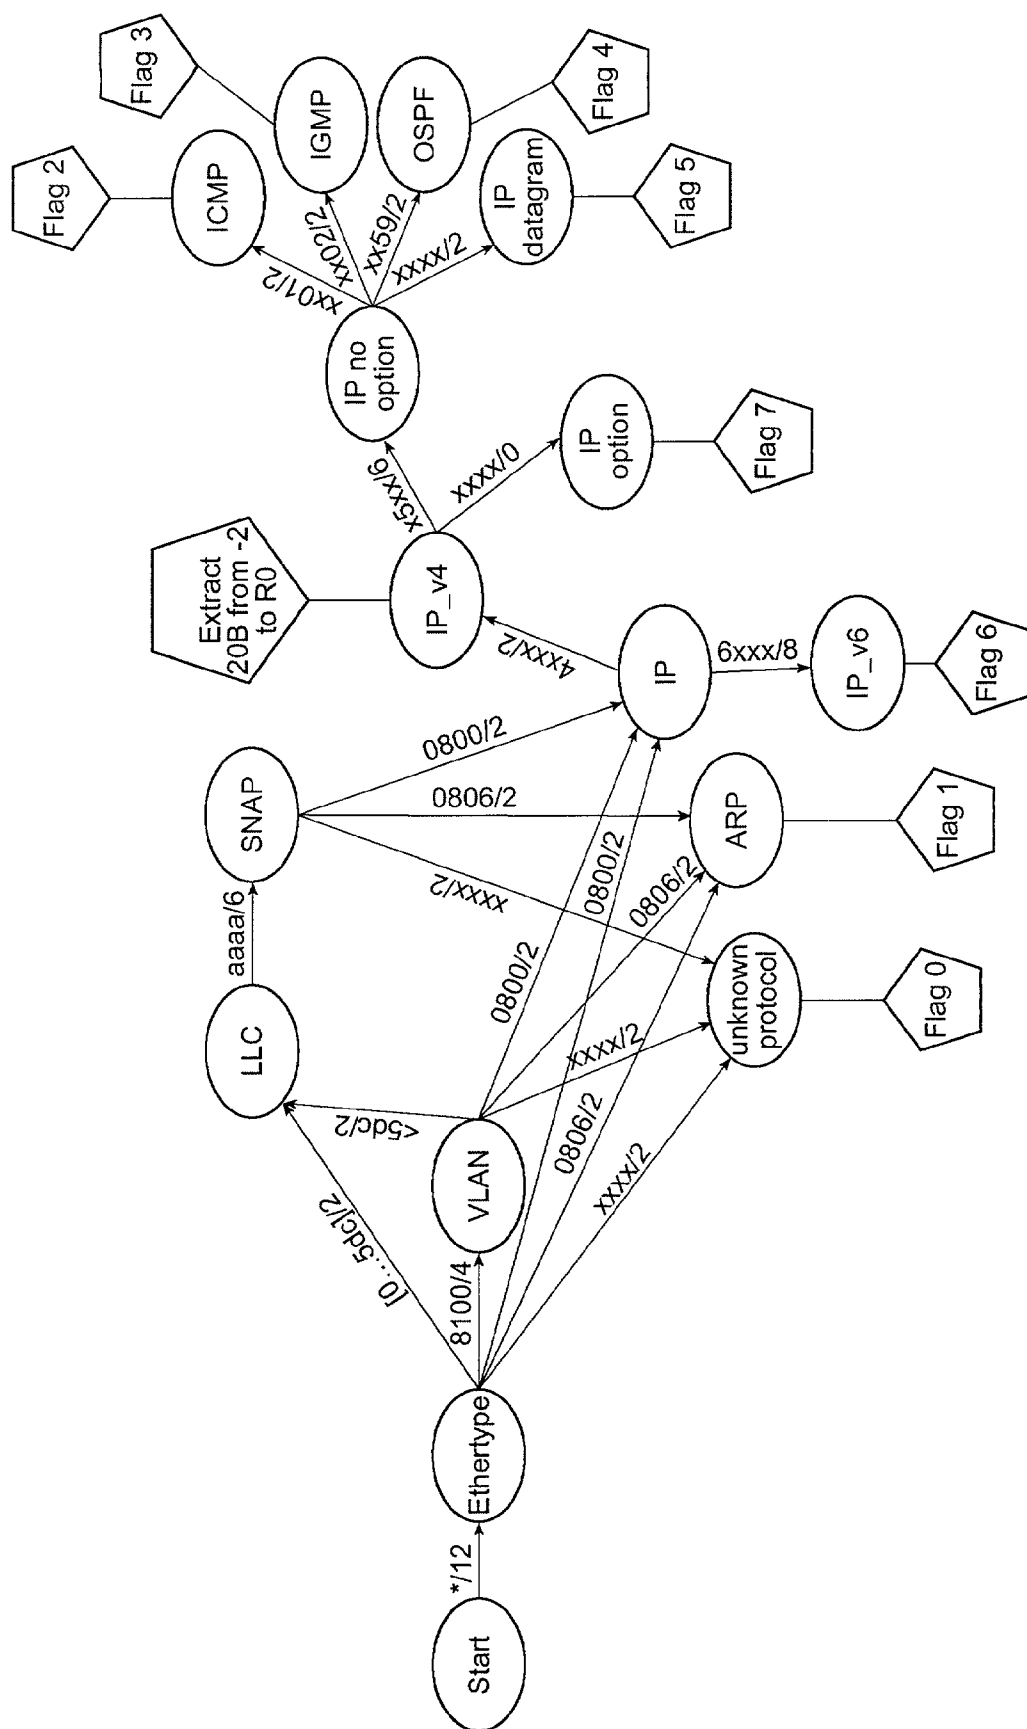 Start
*/12
Ethertype
[0...5dc]/2
8100/4
0800/2
0806/2
xxxx/2
VLAN
<5dc/2
0800/2
0806/2
xxxx/2
LLC
aaaa/6
SNAP
0800/2
0806/2
xxxx/2
unknown
protocol
Flag 0
ARP
Flag 1
IP
4xxx/2
6xxx/8
IP_v6
Flag 6
IP_v4
Extract
20B from -2
to R0
x5xx/6
xxxx/0
IP
option
Flag 7
IP no
option
xx01/2
xx02/2
xx59/2
xxxx/2
ICMP
Flag 2
IGMP
Flag 3
OSPF
Flag 4
IP
datagram
Flag 5